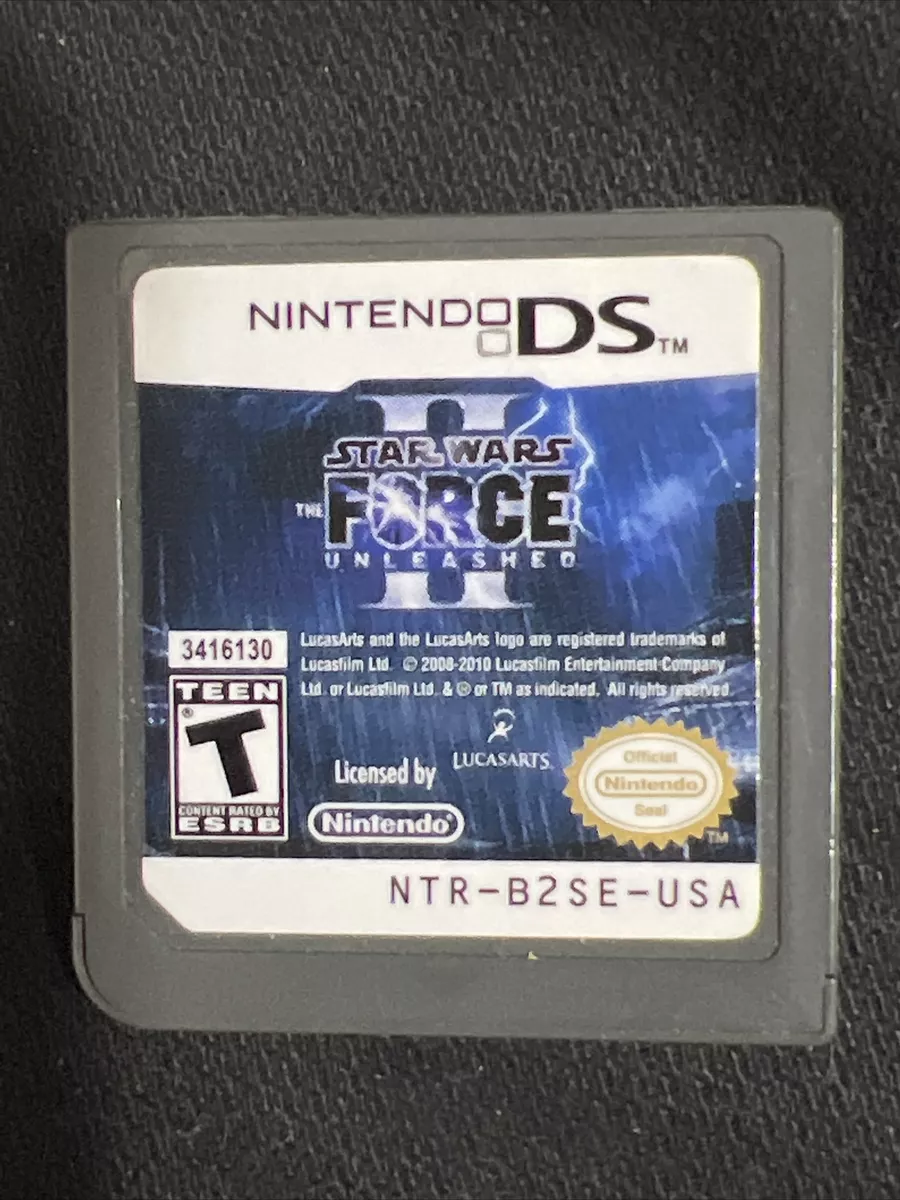 NINTENDO DS™
II
STAR WARS
THE FORCE
UNLEASHED
3416130
LucasArts and the LucasArts logo are registered trademarks of
Lucasfilm Ltd. © 2008-2010 Lucasfilm Entertainment Company
Ltd. or Lucasfilm Ltd. & ® or TM as indicated. All rights reserved.
TEEN
®
T
CONTENT RATED BY
ESRB
Licensed by
Nintendo®
LUCASARTS
Official
Nintendo
Seal
TM
NTR-B2SE-USA